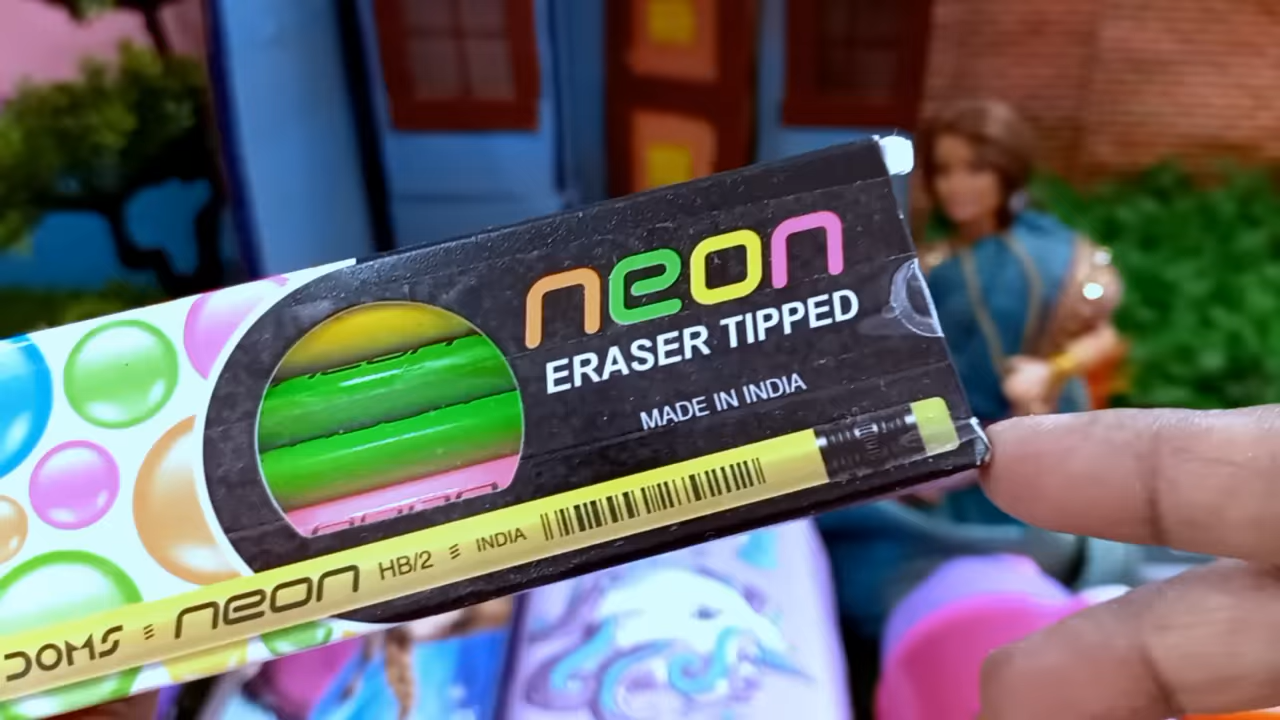 neon
ERASER TIPPED
MADE IN INDIA
DOMS neon HB/2 INDIA